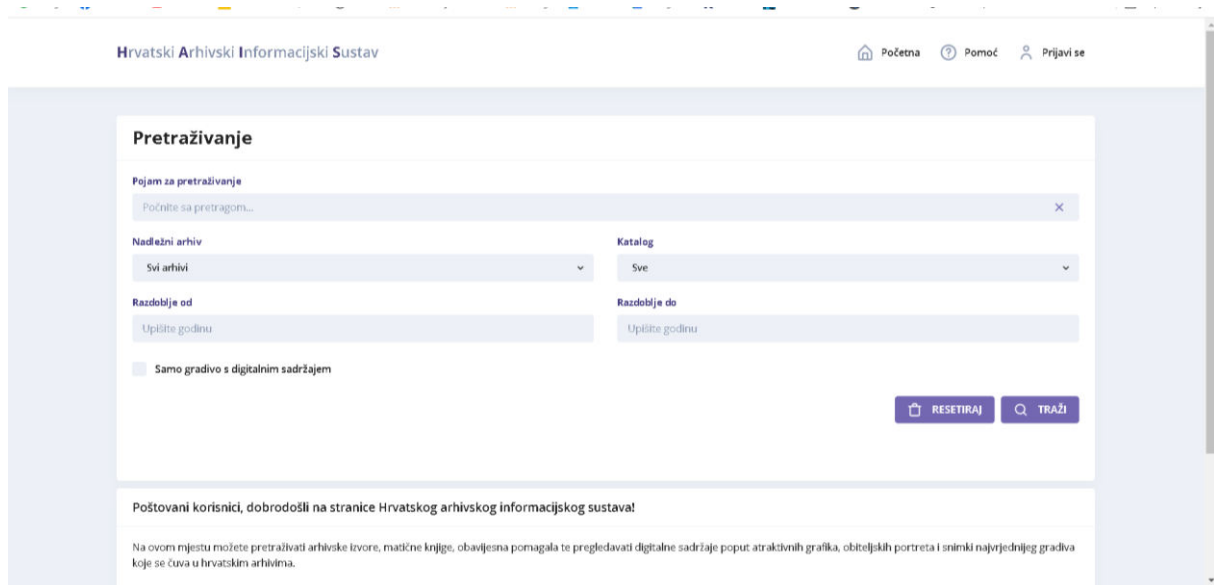 Hrvatski Arhivski Informacijski Sustav
Početna
Pomoć
Prijavi se
Pretraživanje
Pojam za pretraživanje
Počnite sa pretragom...
Nadležni arhiv
Katalog
Svi arhivi
Sve
Razdoblje od
Razdoblje do
Upišite godinu
Upišite godinu
Samo gradivo s digitalnim sadržajem
RESETIRAJ
TRAŽI
Poštovani korisnici, dobrodošli na stranice Hrvatskog arhivskog informacijskog sustava!
Na ovom mjestu možete pretraživati arhivske izvore, matične knjige, obavijesna pomagala te pregledavati digitalne sadržaje poput atraktivnih grafika, obiteljskih portreta i snimki najvrjednijeg gradiva
koje se čuva u hrvatskim arhivima.